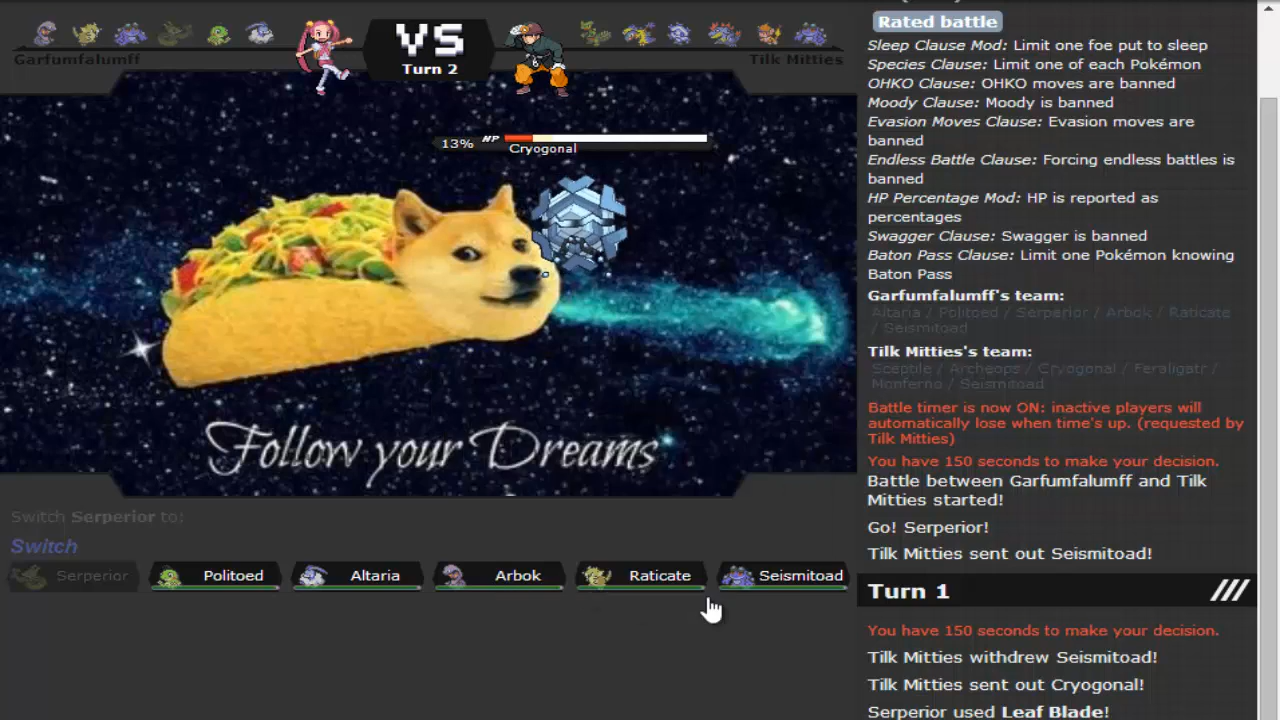 Rated battle
VS
Turn 2
Garfumfalumff
Tilk Mitties
13% HP
Cryogonal
Follow your Dreams
Switch Serperior to:
Switch
Serperior Politoed Altaria Arbok Raticate Seismitoad
Sleep Clause Mod: Limit one foe put to sleep
Species Clause: Limit one of each Pokémon
OHKO Clause: OHKO moves are banned
Moody Clause: Moody is banned
Evasion Moves Clause: Evasion moves are
banned
Endless Battle Clause: Forcing endless battles is
banned
HP Percentage Mod: HP is reported as
percentages
Swagger Clause: Swagger is banned
Baton Pass Clause: Limit one Pokémon knowing
Baton Pass
Garfumfalumff's team:
Altaria / Politoed / Serperior / Arbok / Raticate
/ Seismitoad
Tilk Mitties's team:
Sceptile / Archeops / Cryogonal / Feraligatr /
Monferno / Seismitoad
Battle timer is now ON: inactive players will
automatically lose when time's up. (requested by
Tilk Mitties)
You have 150 seconds to make your decision.
Battle between Garfumfalumff and Tilk
Mitties started!
Go! Serperior!
Tilk Mitties sent out Seismitoad!
Turn 1
You have 150 seconds to make your decision.
Tilk Mitties withdrew Seismitoad!
Tilk Mitties sent out Cryogonal!
Serperior used Leaf Blade!